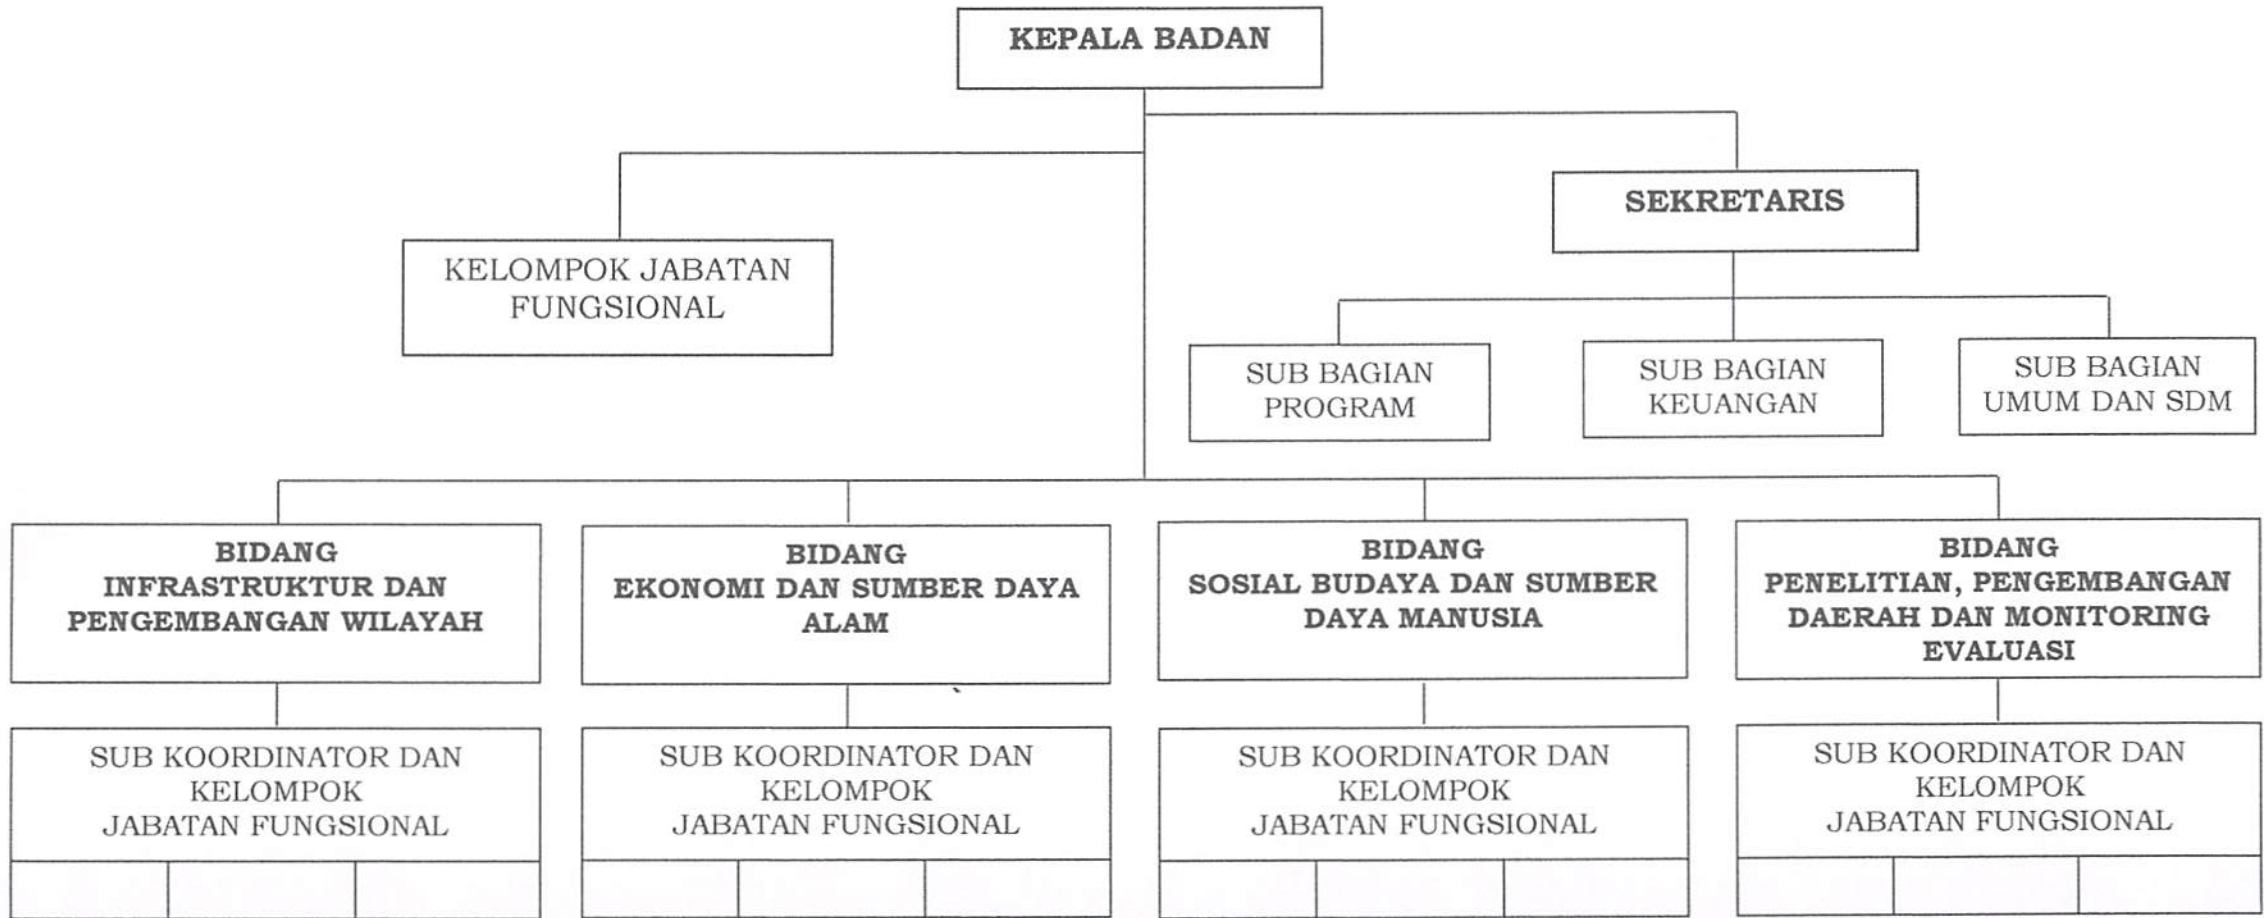 KEPALA BADAN
SEKRETARIS
KELOMPOK JABATAN
FUNGSIONAL
SUB BAGIAN
PROGRAM
SUB BAGIAN
KEUANGAN
SUB BAGIAN
UMUM DAN SDM
BIDANG
INFRASTRUKTUR DAN
PENGEMBANGAN WILAYAH
BIDANG
EKONOMI DAN SUMBER DAYA
ALAM
BIDANG
SOSIAL BUDAYA DAN SUMBER
DAYA MANUSIA
BIDANG
PENELITIAN, PENGEMBANGAN
DAERAH DAN MONITORING
EVALUASI
SUB KOORDINATOR DAN
KELOMPOK
JABATAN FUNGSIONAL
SUB KOORDINATOR DAN
KELOMPOK
JABATAN FUNGSIONAL
SUB KOORDINATOR DAN
KELOMPOK
JABATAN FUNGSIONAL
SUB KOORDINATOR DAN
KELOMPOK
JABATAN FUNGSIONAL